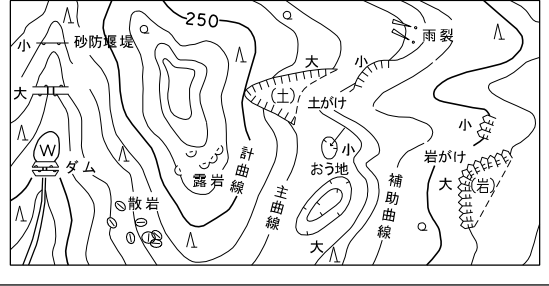 250
雨裂
小
砂防堰堤
大
小
大
(土)
土がけ
小
W
ダム
小
おう地
岩がけ
大
(岩)
露岩
計曲線
主曲線
補助曲線
散岩
大